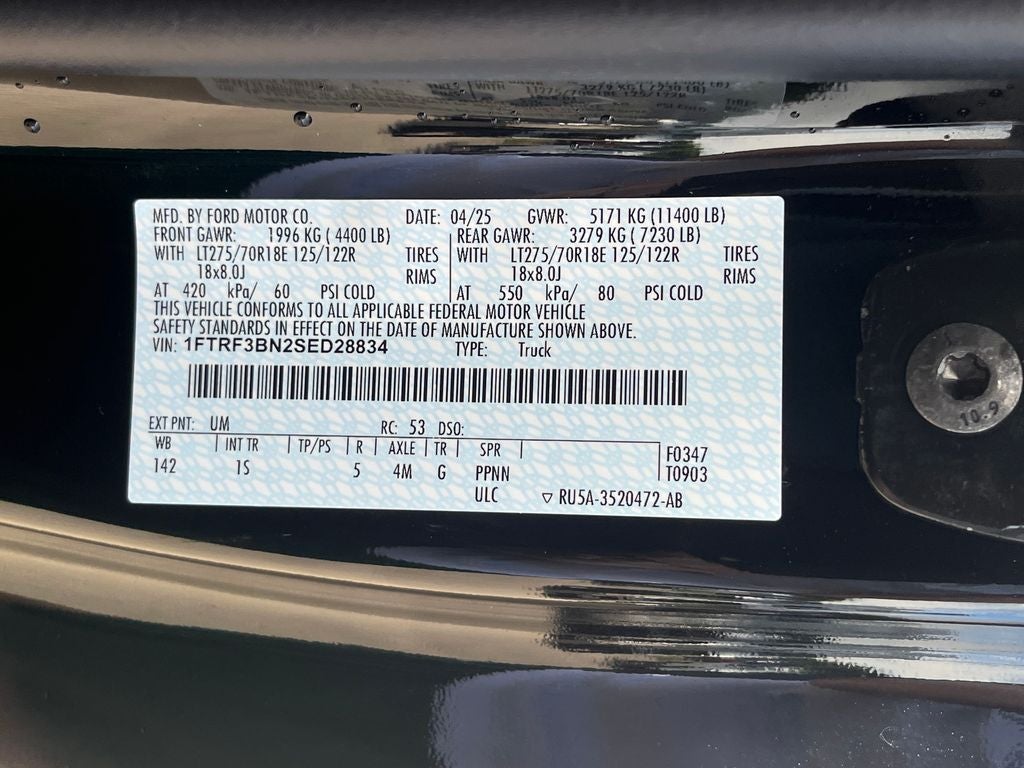 MFD. BY FORD MOTOR CO. DATE: 04/25 GVWR: 5171 KG (11400 LB)
FRONT GAWR: 1996 KG ( 4400 LB) REAR GAWR: 3279 KG ( 7230 LB)
WITH LT275/70R18E 125/122R TIRES WITH LT275/70R18E 125/122R TIRES
18x8.0J RIMS 18x8.0J RIMS
AT 420 kPa/ 60 PSI COLD AT 550 kPa/ 80 PSI COLD
THIS VEHICLE CONFORMS TO ALL APPLICABLE FEDERAL MOTOR VEHICLE
SAFETY STANDARDS IN EFFECT ON THE DATE OF MANUFACTURE SHOWN ABOVE.
VIN: 1FTRF3BN2SED28834 TYPE: Truck
EXT PNT: UM RC: 53 DSO:
WB INT TR TP/PS R AXLE TR SPR F0347
142 1S 5 4M G PPNN T0903
ULC ▽ RU5A-3520472-AB
10.9